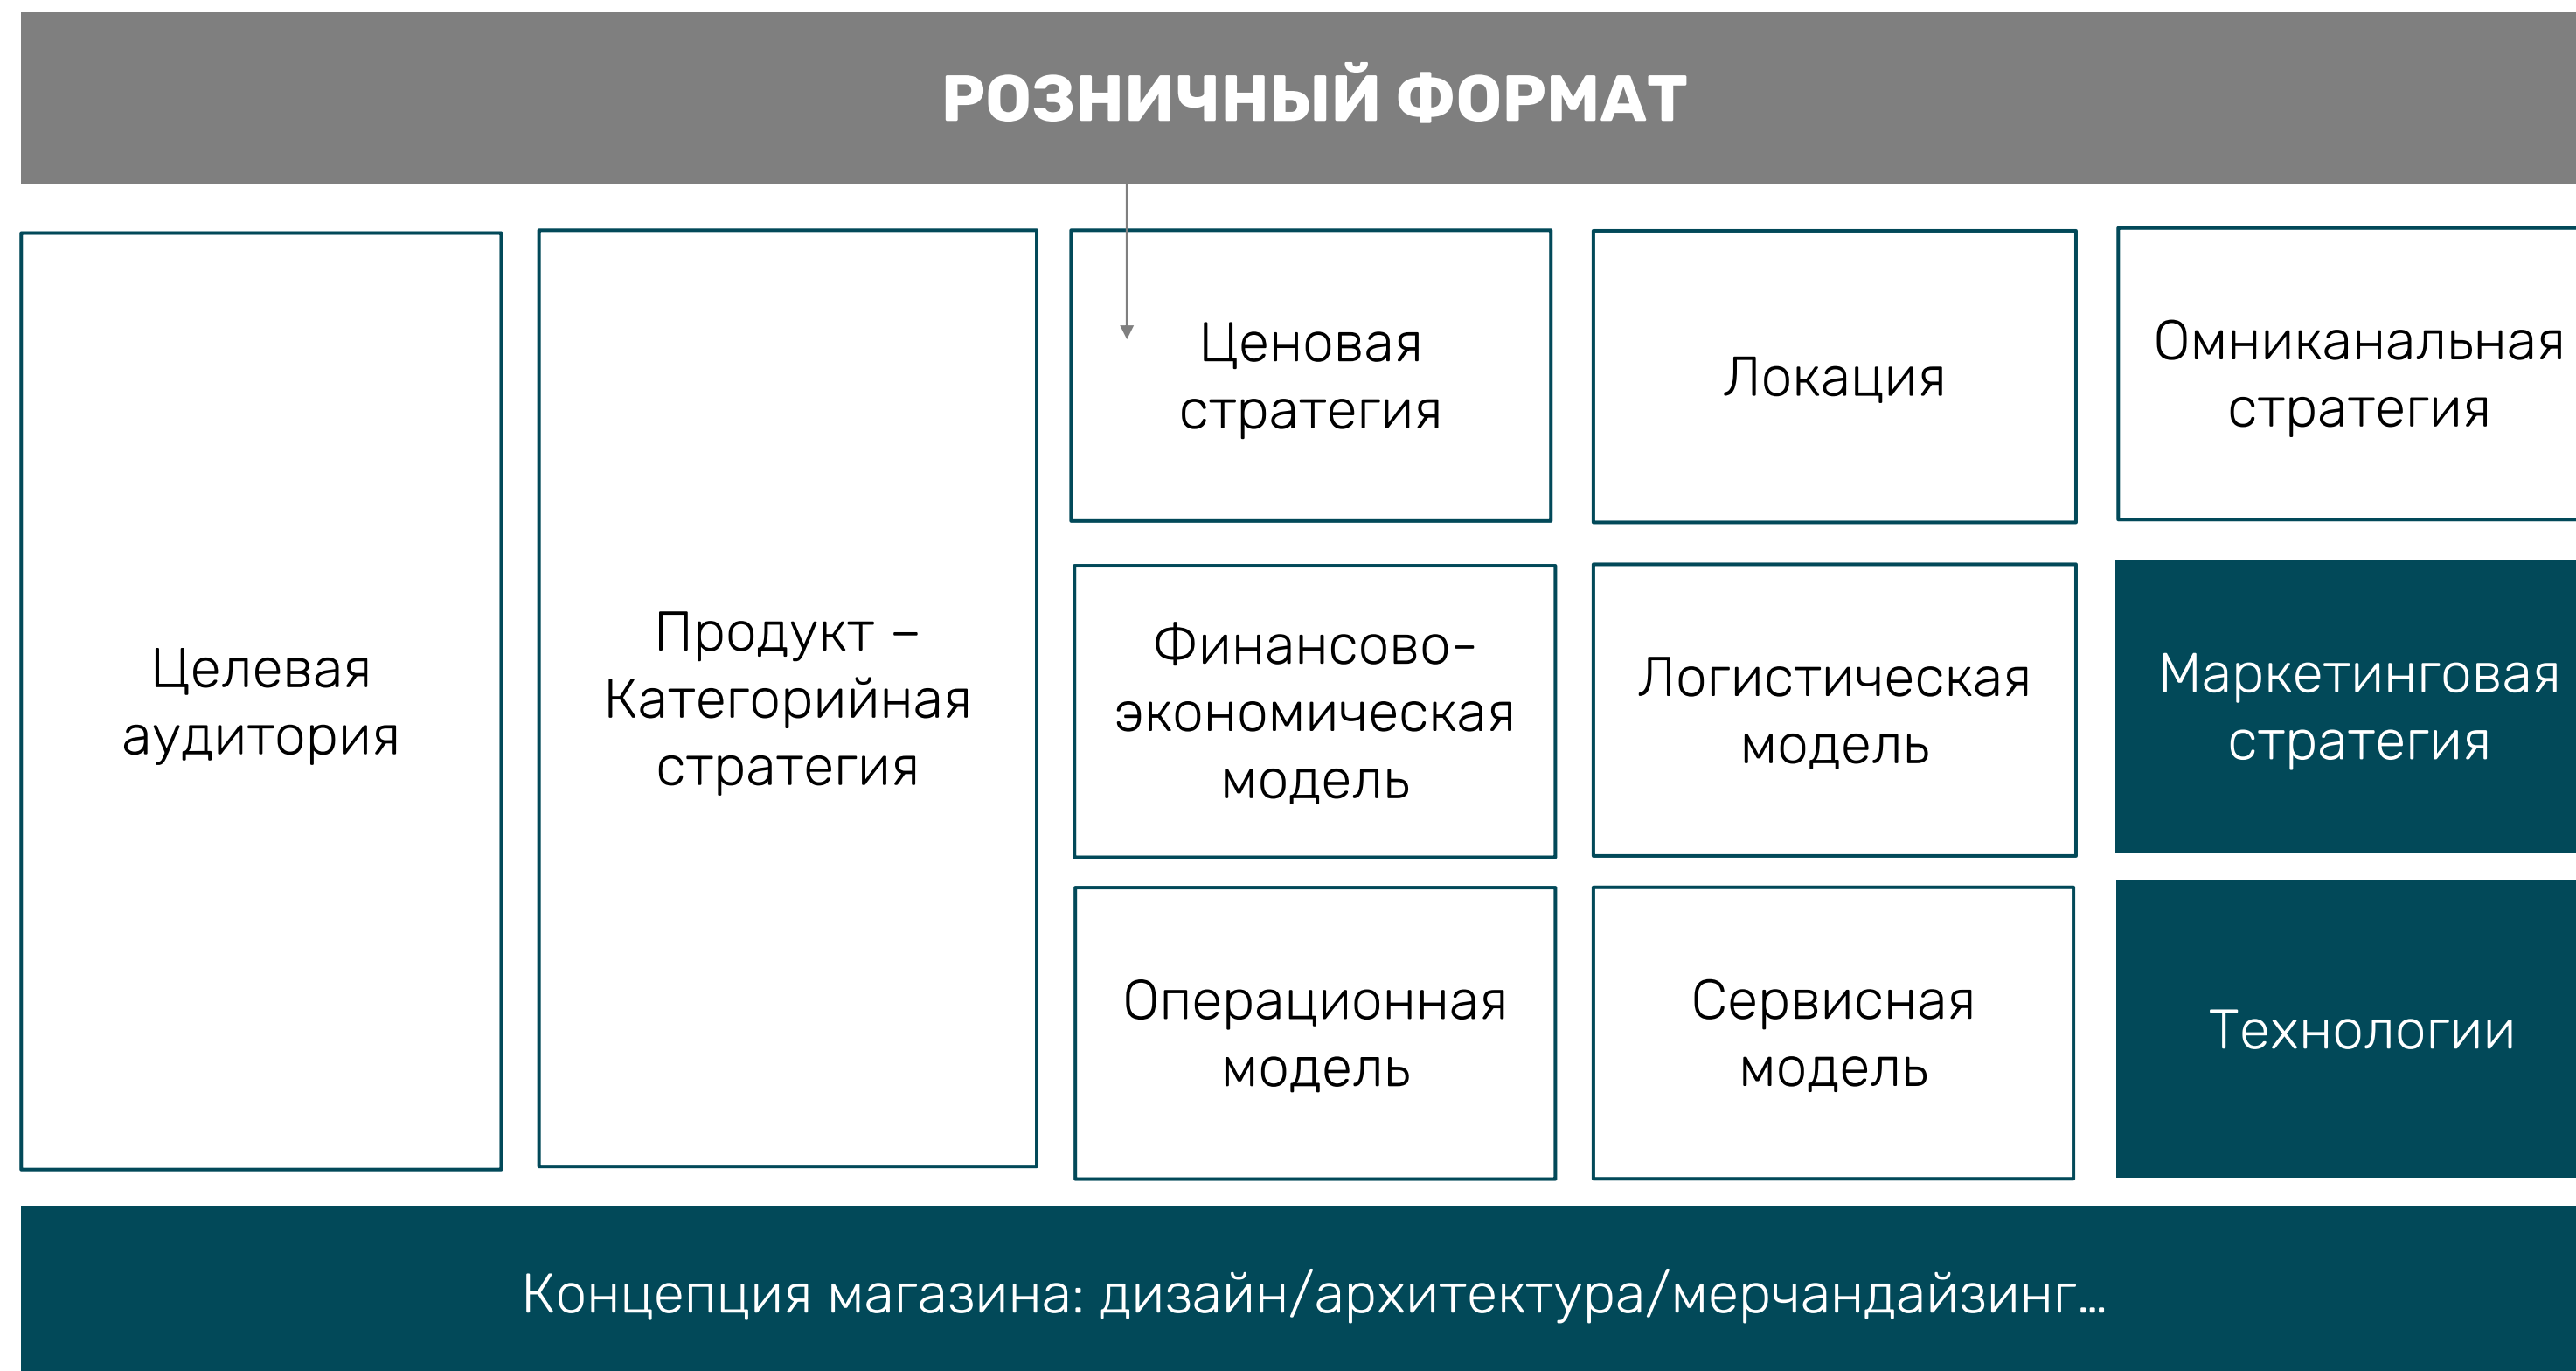 РОЗНИЧНЫЙ ФОРМАТ
Целевая
аудитория
Продукт –
Категорийная
стратегия
Ценовая
стратегия
Локация
Омниканальная
стратегия
Финансово-
экономическая
модель
Логистическая
модель
Маркетинговая
стратегия
Операционная
модель
Сервисная
модель
Технологии
Концепция магазина: дизайн/архитектура/мерчандайзинг…